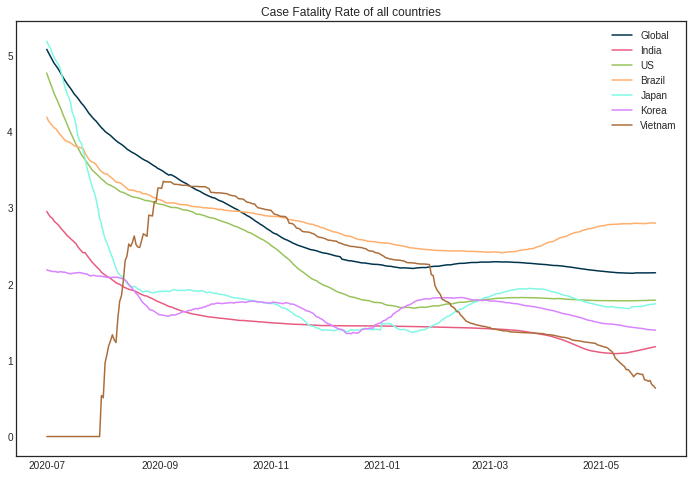 Case Fatality Rate of all countries
Global
India
US
Brazil
Japan
Korea
Vietnam
5
4
3
2
1
0
2020-07 2020-09 2020-11 2021-01 2021-03 2021-05